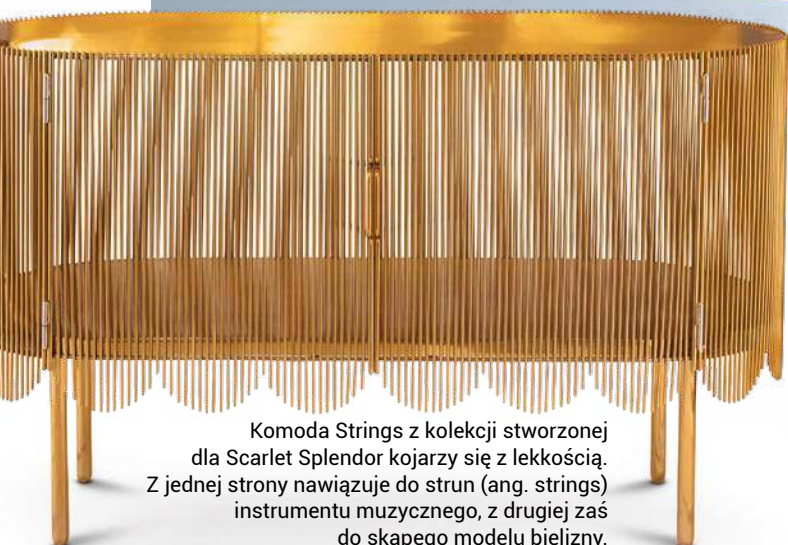 Komoda Strings z kolekcji stworzonej
dla Scarlet Splendor kojarzy się z lekkością.
Z jednej strony nawiązuje do strun (ang. strings)
instrumentu muzycznego, z drugiej zaś
do skąpego modelu bielizny.